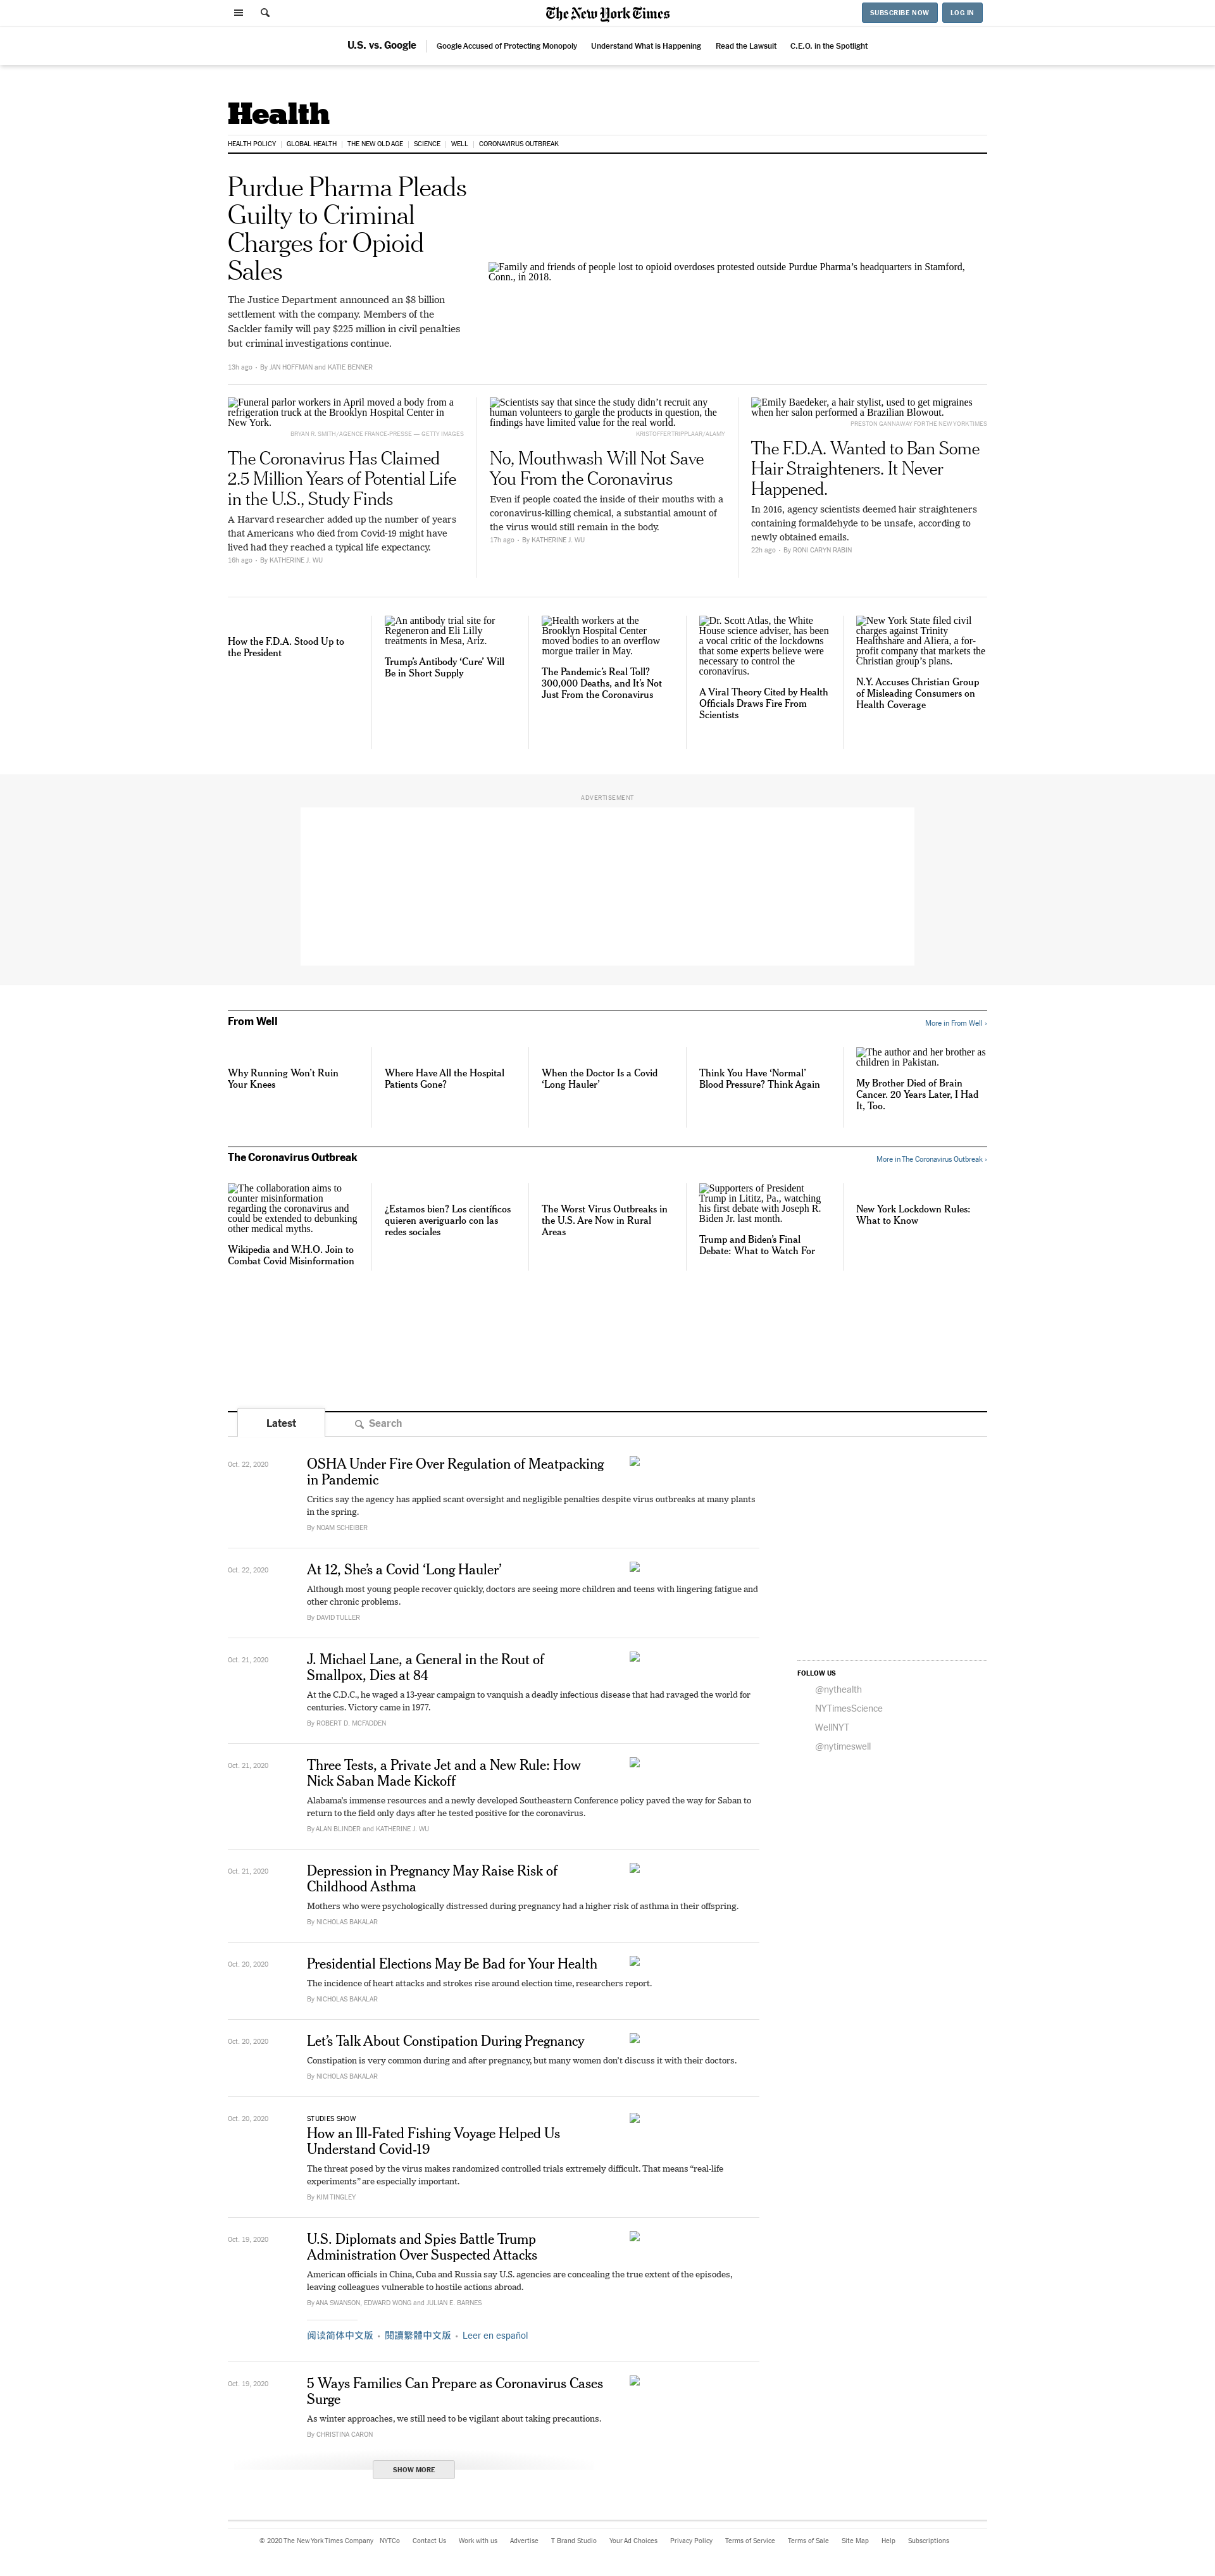 The New York Times
SUBSCRIBE NOW
LOG IN
U.S. vs. Google
Google Accused of Protecting Monopoly
Understand What is Happening
Read the Lawsuit
C.E.O. in the Spotlight
Health
HEALTH POLICY
GLOBAL HEALTH
THE NEW OLD AGE
SCIENCE
WELL
CORONAVIRUS OUTBREAK
Purdue Pharma Pleads
Guilty to Criminal
Charges for Opioid
Sales
The Justice Department announced an $8 billion
settlement with the company. Members of the
Sackler family will pay $225 million in civil penalties
but criminal investigations continue.
13h ago • By JAN HOFFMAN and KATIE BENNER
Family and friends of people lost to opioid overdoses protested outside Purdue Pharma’s headquarters in Stamford,
Conn., in 2018.
Funeral parlor workers in April moved a body from a
refrigeration truck at the Brooklyn Hospital Center in
New York.
BRYAN R. SMITH/AGENCE FRANCE-PRESSE — GETTY IMAGES
The Coronavirus Has Claimed
2.5 Million Years of Potential Life
in the U.S., Study Finds
A Harvard researcher added up the number of years
that Americans who died from Covid-19 might have
lived had they reached a typical life expectancy.
16h ago • By KATHERINE J. WU
Scientists say that since the study didn’t recruit any
human volunteers to gargle the products in question, the
findings have limited value for the real world.
KRISTOFFER TRIPPLAAR/ALAMY
No, Mouthwash Will Not Save
You From the Coronavirus
Even if people coated the inside of their mouths with a
coronavirus-killing chemical, a substantial amount of
the virus would still remain in the body.
17h ago • By KATHERINE J. WU
Emily Baedeker, a hair stylist, used to get migraines
when her salon performed a Brazilian Blowout.
PRESTON GANNAWAY FOR THE NEW YORK TIMES
The F.D.A. Wanted to Ban Some
Hair Straighteners. It Never
Happened.
In 2016, agency scientists deemed hair straighteners
containing formaldehyde to be unsafe, according to
newly obtained emails.
22h ago • By RONI CARYN RABIN
How the F.D.A. Stood Up to
the President
An antibody trial site for
Regeneron and Eli Lilly
treatments in Mesa, Ariz.
Trump’s Antibody ‘Cure’ Will
Be in Short Supply
Health workers at the
Brooklyn Hospital Center
moved bodies to an overflow
morgue trailer in May.
The Pandemic’s Real Toll?
300,000 Deaths, and It’s Not
Just From the Coronavirus
Dr. Scott Atlas, the White
House science adviser, has been
a vocal critic of the lockdowns
that some experts believe were
necessary to control the
coronavirus.
A Viral Theory Cited by Health
Officials Draws Fire From
Scientists
New York State filed civil
charges against Trinity
Healthshare and Aliera, a for-
profit company that markets the
Christian group’s plans.
N.Y. Accuses Christian Group
of Misleading Consumers on
Health Coverage
ADVERTISEMENT
From Well
More in From Well ›
Why Running Won’t Ruin
Your Knees
Where Have All the Hospital
Patients Gone?
When the Doctor Is a Covid
‘Long Hauler’
Think You Have ‘Normal’
Blood Pressure? Think Again
The author and her brother as
children in Pakistan.
My Brother Died of Brain
Cancer. 20 Years Later, I Had
It, Too.
The Coronavirus Outbreak
More in The Coronavirus Outbreak ›
The collaboration aims to
counter misinformation
regarding the coronavirus and
could be extended to debunking
other medical myths.
Wikipedia and W.H.O. Join to
Combat Covid Misinformation
¿Estamos bien? Los científicos
quieren averiguarlo con las
redes sociales
The Worst Virus Outbreaks in
the U.S. Are Now in Rural
Areas
Supporters of President
Trump in Lititz, Pa., watching
his first debate with Joseph R.
Biden Jr. last month.
Trump and Biden’s Final
Debate: What to Watch For
New York Lockdown Rules:
What to Know
Latest
Search
Oct. 22, 2020
OSHA Under Fire Over Regulation of Meatpacking
in Pandemic
Critics say the agency has applied scant oversight and negligible penalties despite virus outbreaks at many plants
in the spring.
By NOAM SCHEIBER
Oct. 22, 2020
At 12, She’s a Covid ‘Long Hauler’
Although most young people recover quickly, doctors are seeing more children and teens with lingering fatigue and
other chronic problems.
By DAVID TULLER
Oct. 21, 2020
J. Michael Lane, a General in the Rout of
Smallpox, Dies at 84
At the C.D.C., he waged a 13-year campaign to vanquish a deadly infectious disease that had ravaged the world for
centuries. Victory came in 1977.
By ROBERT D. MCFADDEN
FOLLOW US
@nythealth
NYTimesScience
WellNYT
@nytimeswell
Oct. 21, 2020
Three Tests, a Private Jet and a New Rule: How
Nick Saban Made Kickoff
Alabama’s immense resources and a newly developed Southeastern Conference policy paved the way for Saban to
return to the field only days after he tested positive for the coronavirus.
By ALAN BLINDER and KATHERINE J. WU
Oct. 21, 2020
Depression in Pregnancy May Raise Risk of
Childhood Asthma
Mothers who were psychologically distressed during pregnancy had a higher risk of asthma in their offspring.
By NICHOLAS BAKALAR
Oct. 20, 2020
Presidential Elections May Be Bad for Your Health
The incidence of heart attacks and strokes rise around election time, researchers report.
By NICHOLAS BAKALAR
Oct. 20, 2020
Let’s Talk About Constipation During Pregnancy
Constipation is very common during and after pregnancy, but many women don’t discuss it with their doctors.
By NICHOLAS BAKALAR
Oct. 20, 2020
STUDIES SHOW
How an Ill-Fated Fishing Voyage Helped Us
Understand Covid-19
The threat posed by the virus makes randomized controlled trials extremely difficult. That means “real-life
experiments” are especially important.
By KIM TINGLEY
Oct. 19, 2020
U.S. Diplomats and Spies Battle Trump
Administration Over Suspected Attacks
American officials in China, Cuba and Russia say U.S. agencies are concealing the true extent of the episodes,
leaving colleagues vulnerable to hostile actions abroad.
By ANA SWANSON, EDWARD WONG and JULIAN E. BARNES
阅读简体中文版 • 閱讀繁體中文版 • Leer en español
Oct. 19, 2020
5 Ways Families Can Prepare as Coronavirus Cases
Surge
As winter approaches, we still need to be vigilant about taking precautions.
By CHRISTINA CARON
SHOW MORE
© 2020 The New York Times Company
NYTCo
Contact Us
Work with us
Advertise
T Brand Studio
Your Ad Choices
Privacy Policy
Terms of Service
Terms of Sale
Site Map
Help
Subscriptions